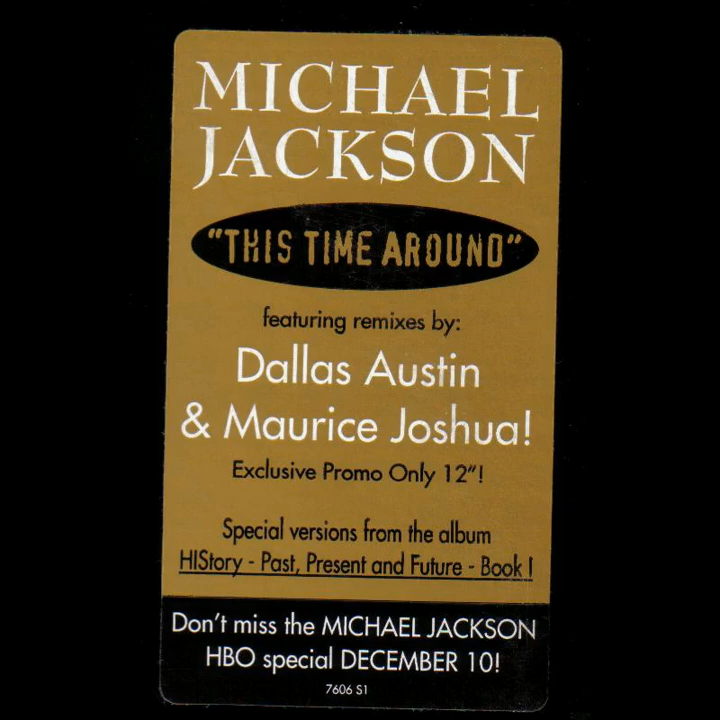 MICHAEL
JACKSON
"THIS TIME AROUND"
featuring remixes by:
Dallas Austin
& Maurice Joshua!
Exclusive Promo Only 12"!
Special versions from the album
HIStory - Past, Present and Future - Book I
Don't miss the MICHAEL JACKSON
HBO special DECEMBER 10!
7606 S1